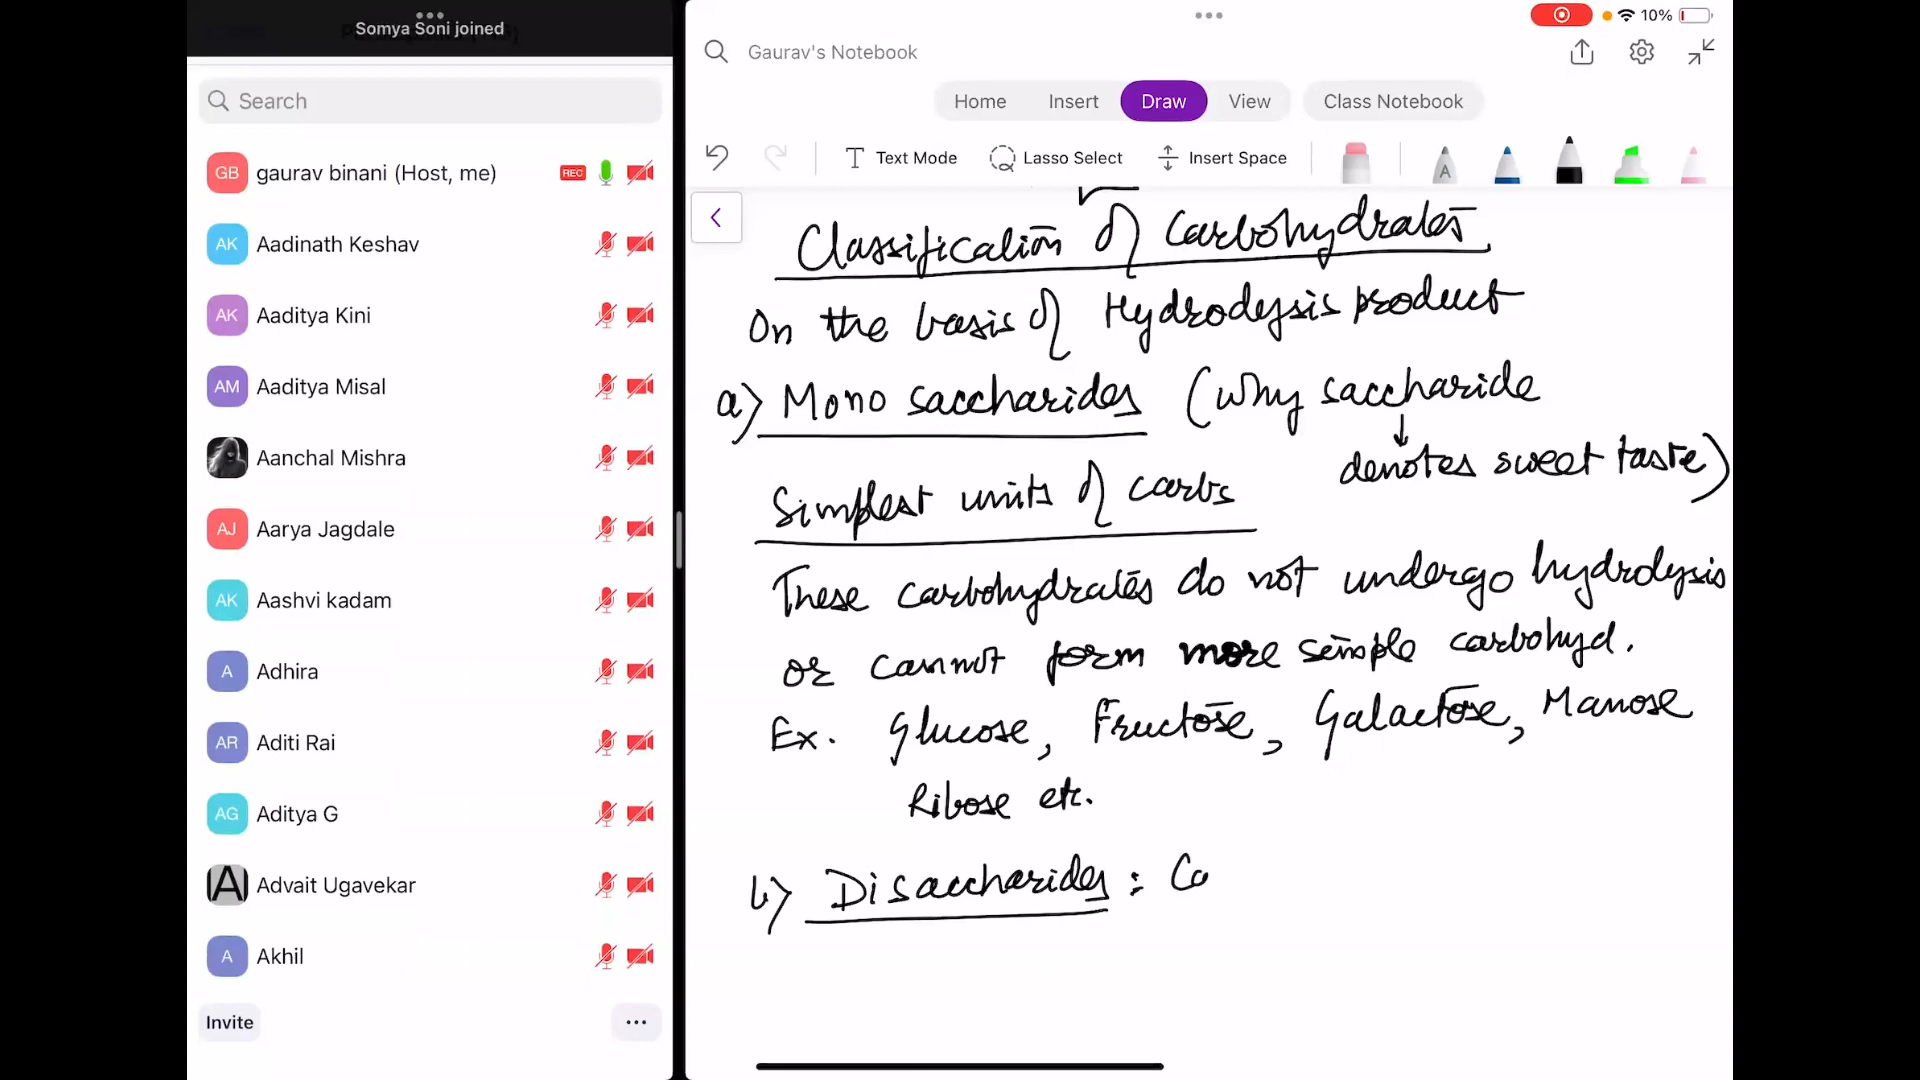 Somya Soni joined
Search
GB gaurav binani (Host, me) REC
AK Aadinath Keshav
AK Aaditya Kini
AM Aaditya Misal
Aanchal Mishra
AJ Aarya Jagdale
AK Aashvi kadam
A Adhira
AR Aditi Rai
AG Aditya G
A Advait Ugavekar
A Akhil
Invite
10%
Gaurav's Notebook
Home Insert Draw View Class Notebook
Text Mode Lasso Select Insert Space
A
Classification of Carbohydrates
On the basis of Hydrodysis product
a) Mono saccharides (Why saccharide
↓
denotes sweet taste)
Simplest units of carbs
These carbohydrates do not undergo hydrolysis
or cannot form more simple carbohyd.
Ex. Glucose, Fructose, Galactose, Manose
Ribose etc.
b) Disaccharides : Co